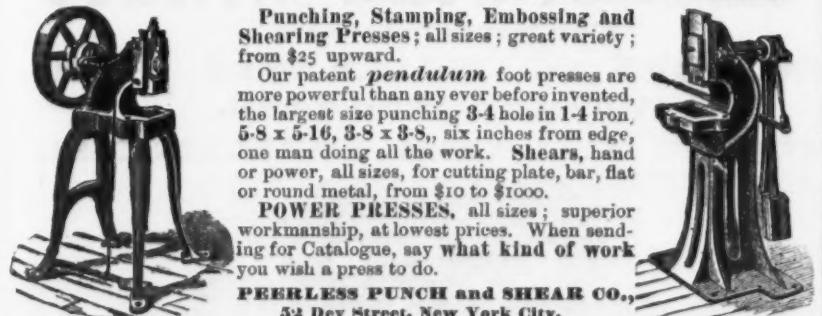 Punching, Stamping, Embossing and
Shearing Presses; all sizes; great variety;
from $25 upward.
Our patent pendulum foot presses are
more powerful than any ever before invented,
the largest size punching 3-4 hole in 1-4 iron,
5-8 x 5-16, 3-8 x 3-8,, six inches from edge,
one man doing all the work. Shears, hand
or power, all sizes, for cutting plate, bar, flat
or round metal, from $10 to $1000.
POWER PRESSES, all sizes; superior
workmanship, at lowest prices. When send-
ing for Catalogue, say what kind of work
you wish a press to do.
PEERLESS PUNCH and SHEAR CO.,
52 Dey Street, New York City.